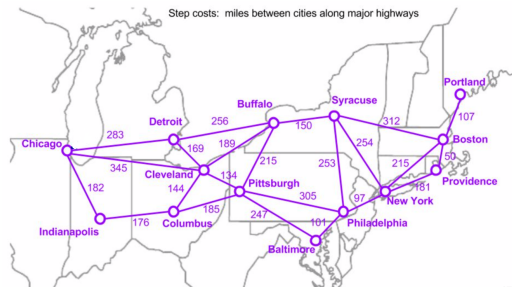 Step costs: miles between cities along major highways
Portland
Buffalo
Syracuse
107
Detroit
256
150
312
Boston
Chicago
283
189
254
50
169
345
215
253
215
Providence
Cleveland
134
181
182
144
Pittsburgh
305
97
New York
185
247
Philadelphia
Indianapolis
176
Columbus
101
Baltimore